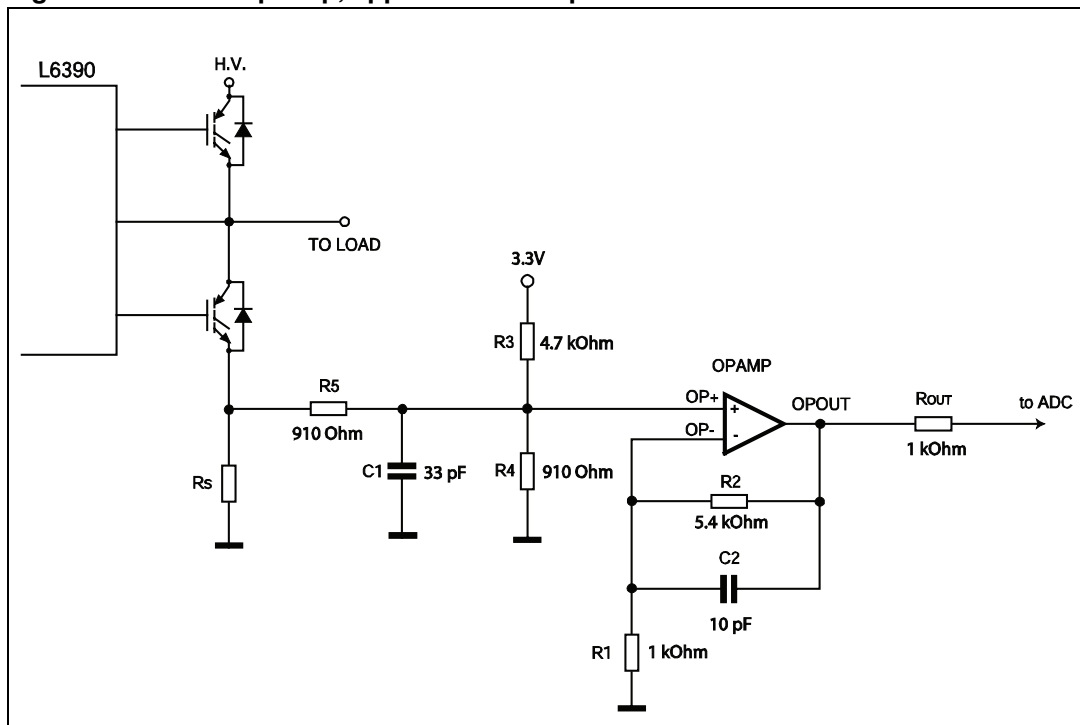 L6390
H.V.
TO LOAD
3.3V
R3 4.7 kOhm
OPAMP
R5
OP+
OPOUT
ROUT
to ADC
+
910 Ohm
OP-
-
1 kOhm
Rs
C1 33 pF
R4 910 Ohm
R2
5.4 kOhm
C2
10 pF
R1 1 kOhm